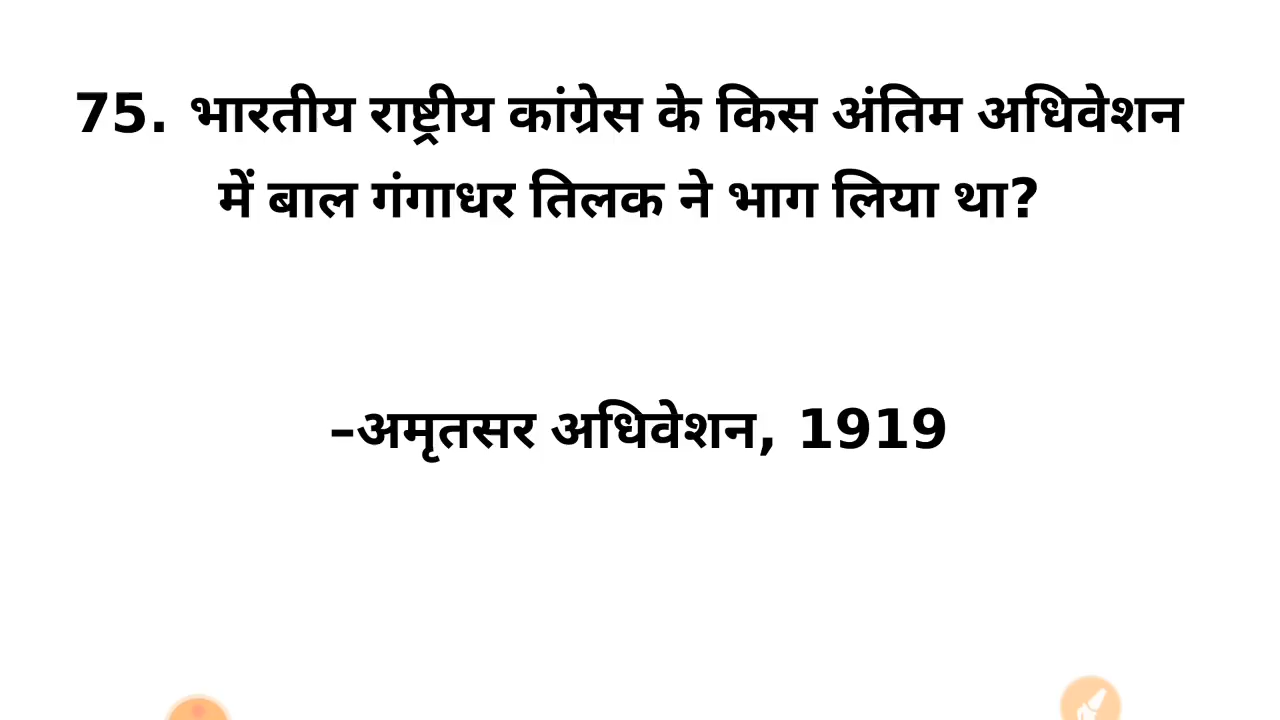 75. भारतीय राष्ट्रीय कांग्रेस के किस अंतिम अधिवेशन
में बाल गंगाधर तिलक ने भाग लिया था?
–अमृतसर अधिवेशन, 1919